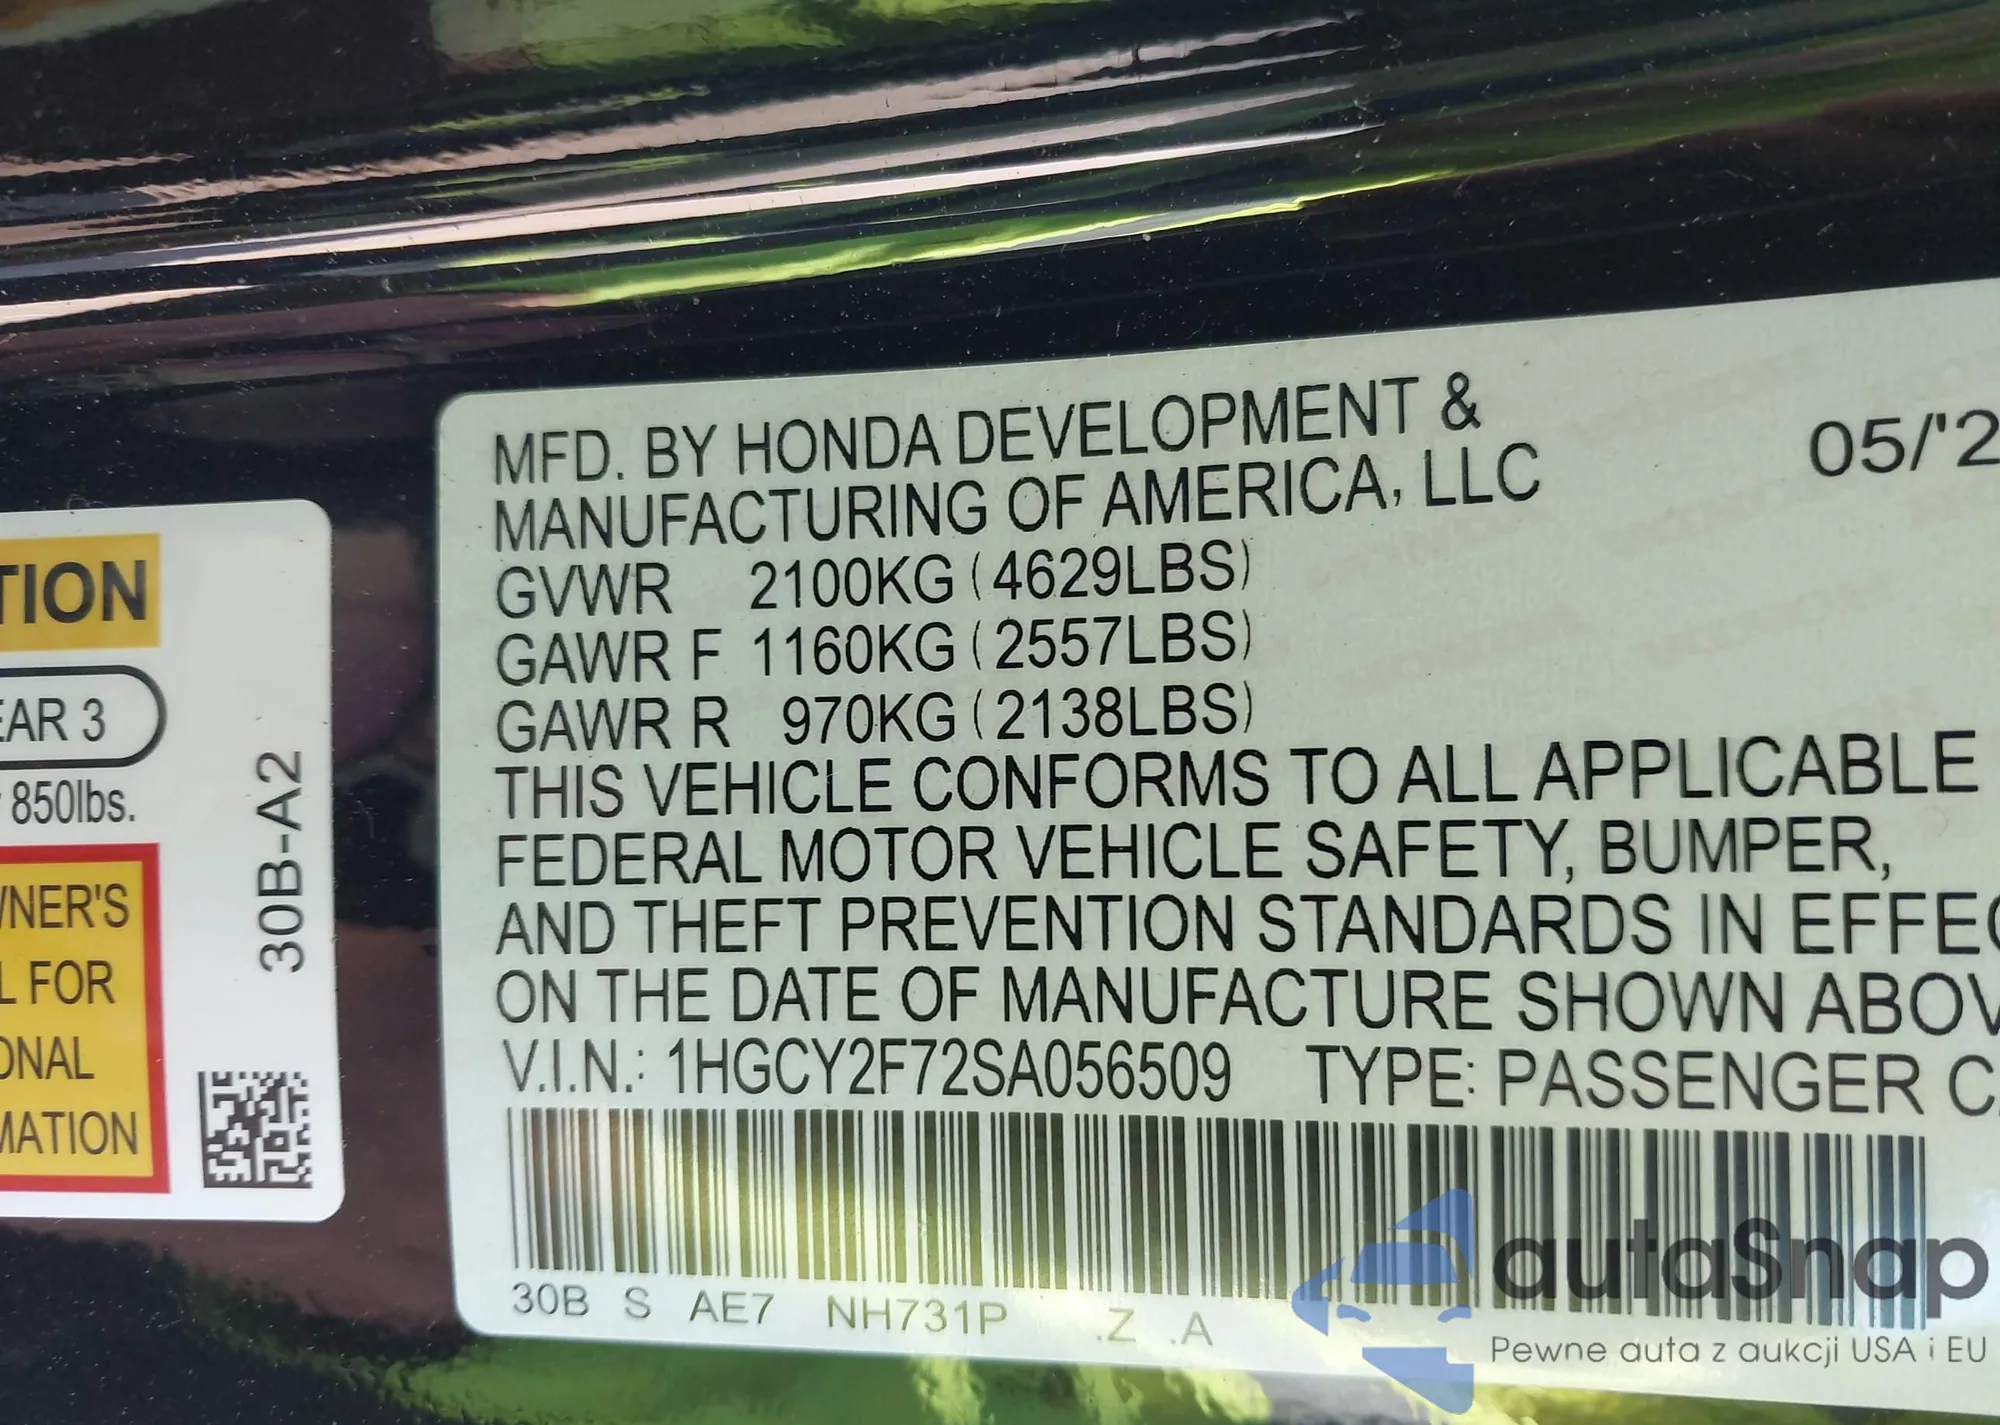 TION
EAR 3
850lbs.
WNER'S
L FOR
ONAL
MATION
30B-A2
MFD. BY HONDA DEVELOPMENT &
MANUFACTURING OF AMERICA, LLC
05/'2
GVWR 2100KG (4629LBS)
GAWR F 1160KG (2557LBS)
GAWR R 970KG (2138LBS)
THIS VEHICLE CONFORMS TO ALL APPLICABLE
FEDERAL MOTOR VEHICLE SAFETY, BUMPER,
AND THEFT PREVENTION STANDARDS IN EFFEC
ON THE DATE OF MANUFACTURE SHOWN ABOV
V.I.N.: 1HGCY2F72SA056509 TYPE: PASSENGER C
30B S AE7 NH731P .Z .A
autaSnap
Pewne auta z aukcji USA i EU